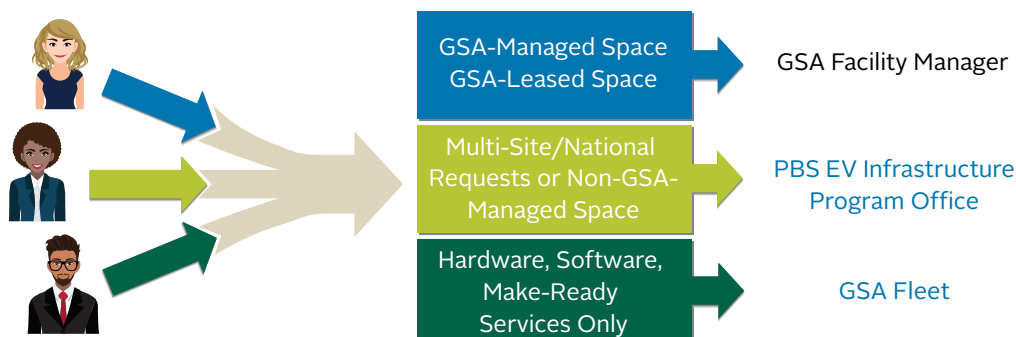 GSA-Managed Space
GSA-Leased Space
GSA Facility Manager
Multi-Site/National
Requests or Non-GSA-
Managed Space
PBS EV Infrastructure
Program Office
Hardware, Software,
Make-Ready
Services Only
GSA Fleet